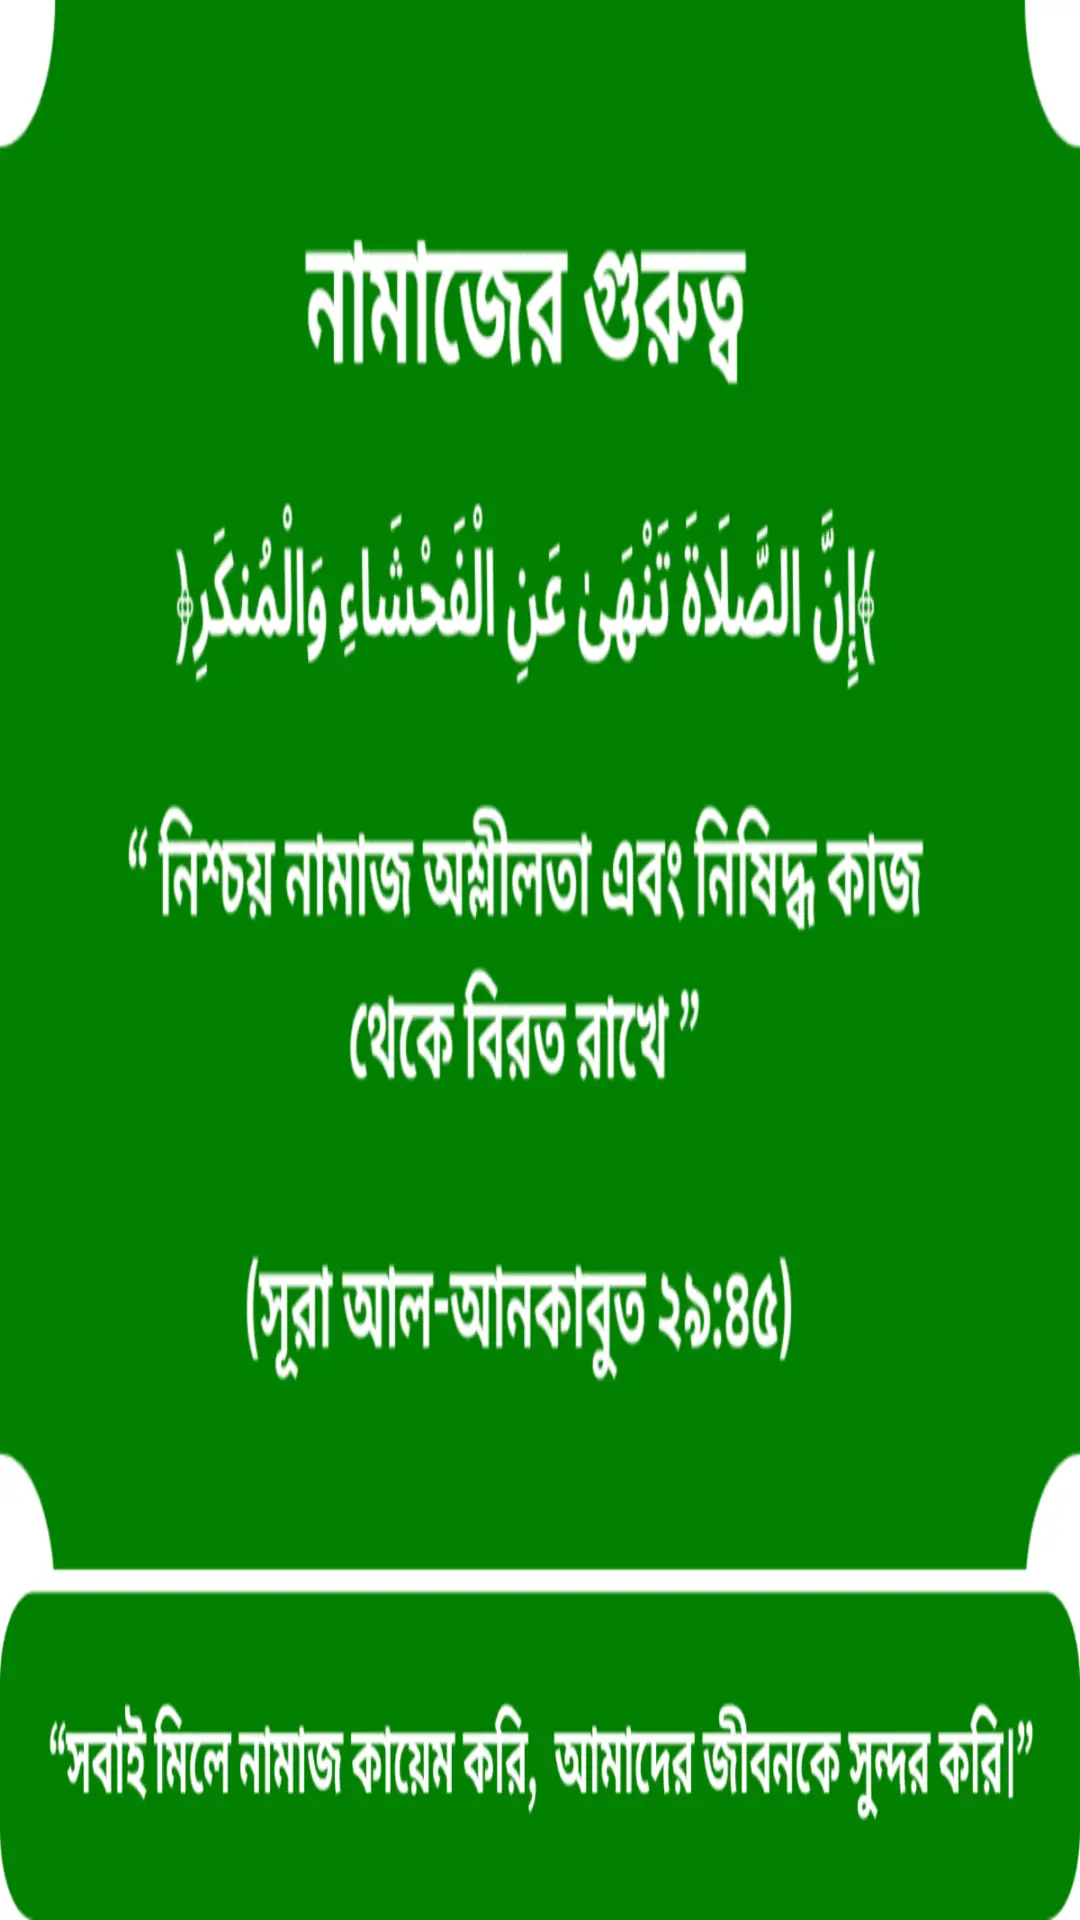 নামাজের গুরুত্ব
﴿إِنَّ الصَّلَاةَ تَنْهَىٰ عَنِ الْفَحْشَاءِ وَالْمُنكَرِ﴾
“ নিশ্চয় নামাজ অশ্লীলতা এবং নিষিদ্ধ কাজ
থেকে বিরত রাখে ”
(সূরা আল-আনকাবুত ২৯:৪৫)
“সবাই মিলে নামাজ কায়েম করি, আমাদের জীবনকে সুন্দর করি।”